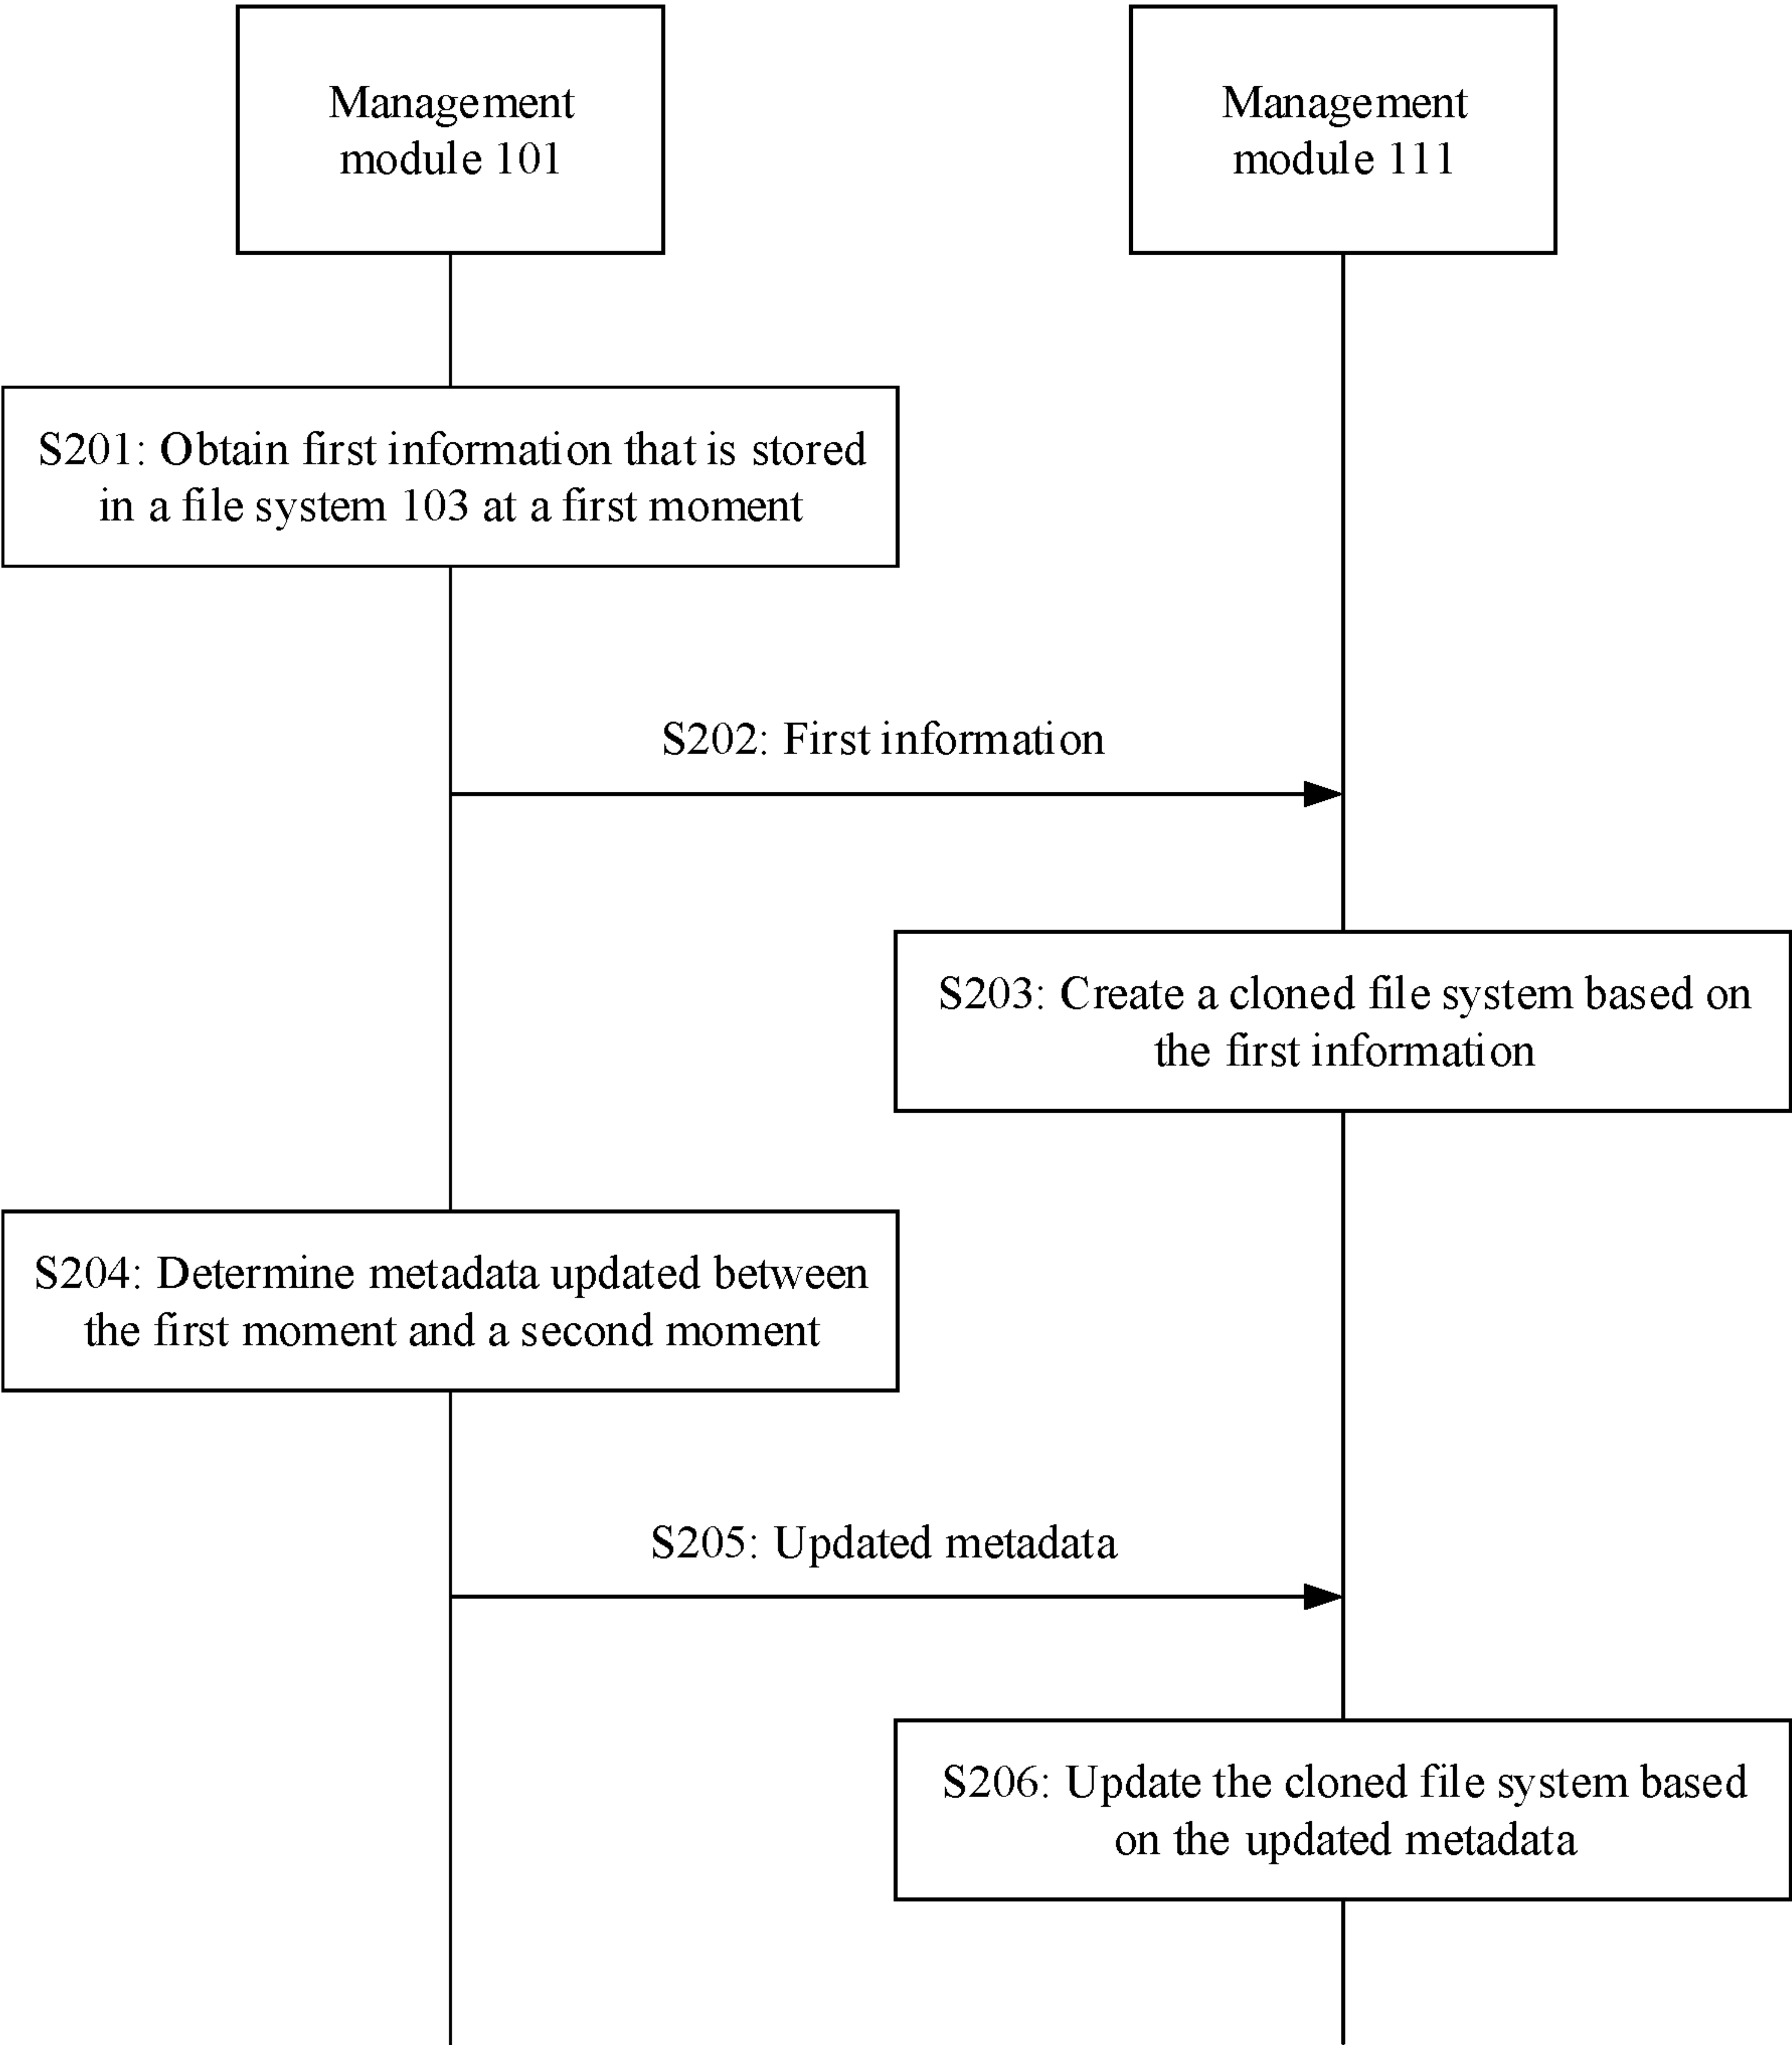 Management
module 101
Management
module 111
S201: Obtain first information that is stored
in a file system 103 at a first moment
S202: First information
S203: Create a cloned file system based on
the first information
S204: Determine metadata updated between
the first moment and a second moment
S205: Updated metadata
S206: Update the cloned file system based
on the updated metadata